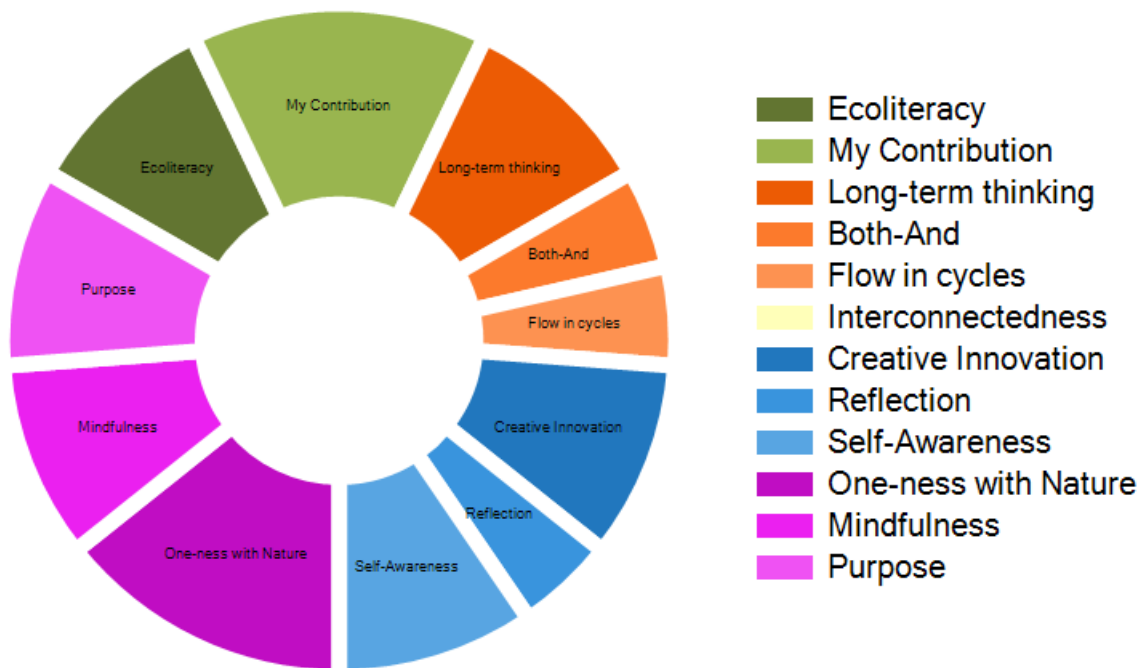 My Contribution
Ecoliteracy
Long-term thinking
Both-And
Purpose
Flow in cycles
Mindfulness
Creative Innovation
Reflection
One-ness with Nature
Self-Awareness
Ecoliteracy
My Contribution
Long-term thinking
Both-And
Flow in cycles
Interconnectedness
Creative Innovation
Reflection
Self-Awareness
One-ness with Nature
Mindfulness
Purpose